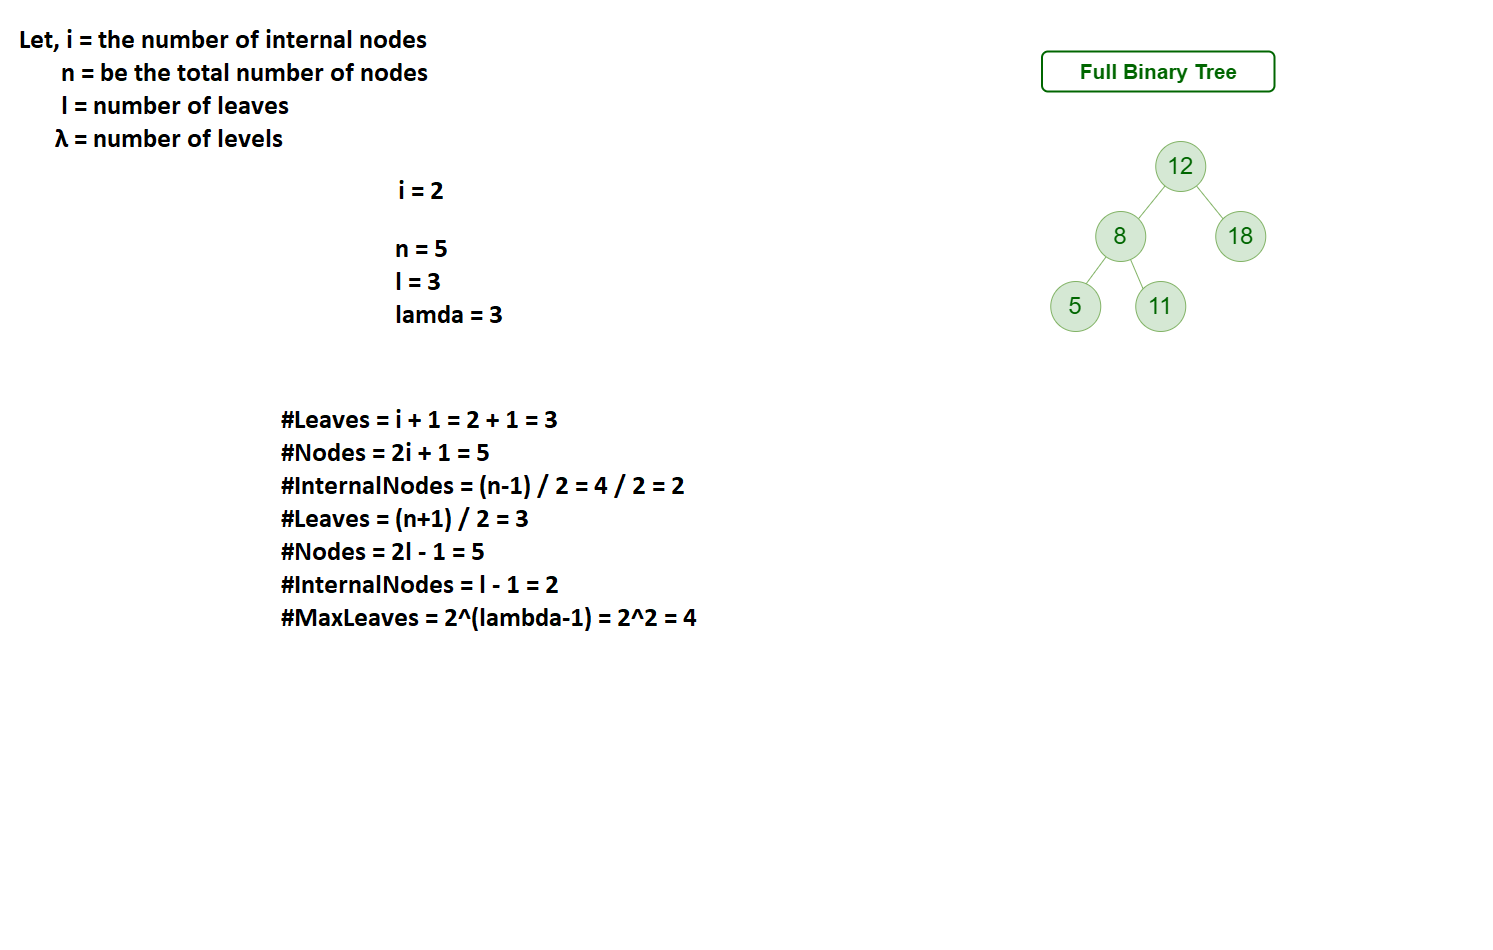 Let, i = the number of internal nodes
n = be the total number of nodes
l = number of leaves
λ = number of levels
i = 2
n = 5
l = 3
lamda = 3
#Leaves = i + 1 = 2 + 1 = 3
#Nodes = 2i + 1 = 5
#InternalNodes = (n-1) / 2 = 4 / 2 = 2
#Leaves = (n+1) / 2 = 3
#Nodes = 2l - 1 = 5
#InternalNodes = l - 1 = 2
#MaxLeaves = 2^(lambda-1) = 2^2 = 4
Full Binary Tree
12
8 18
5 11